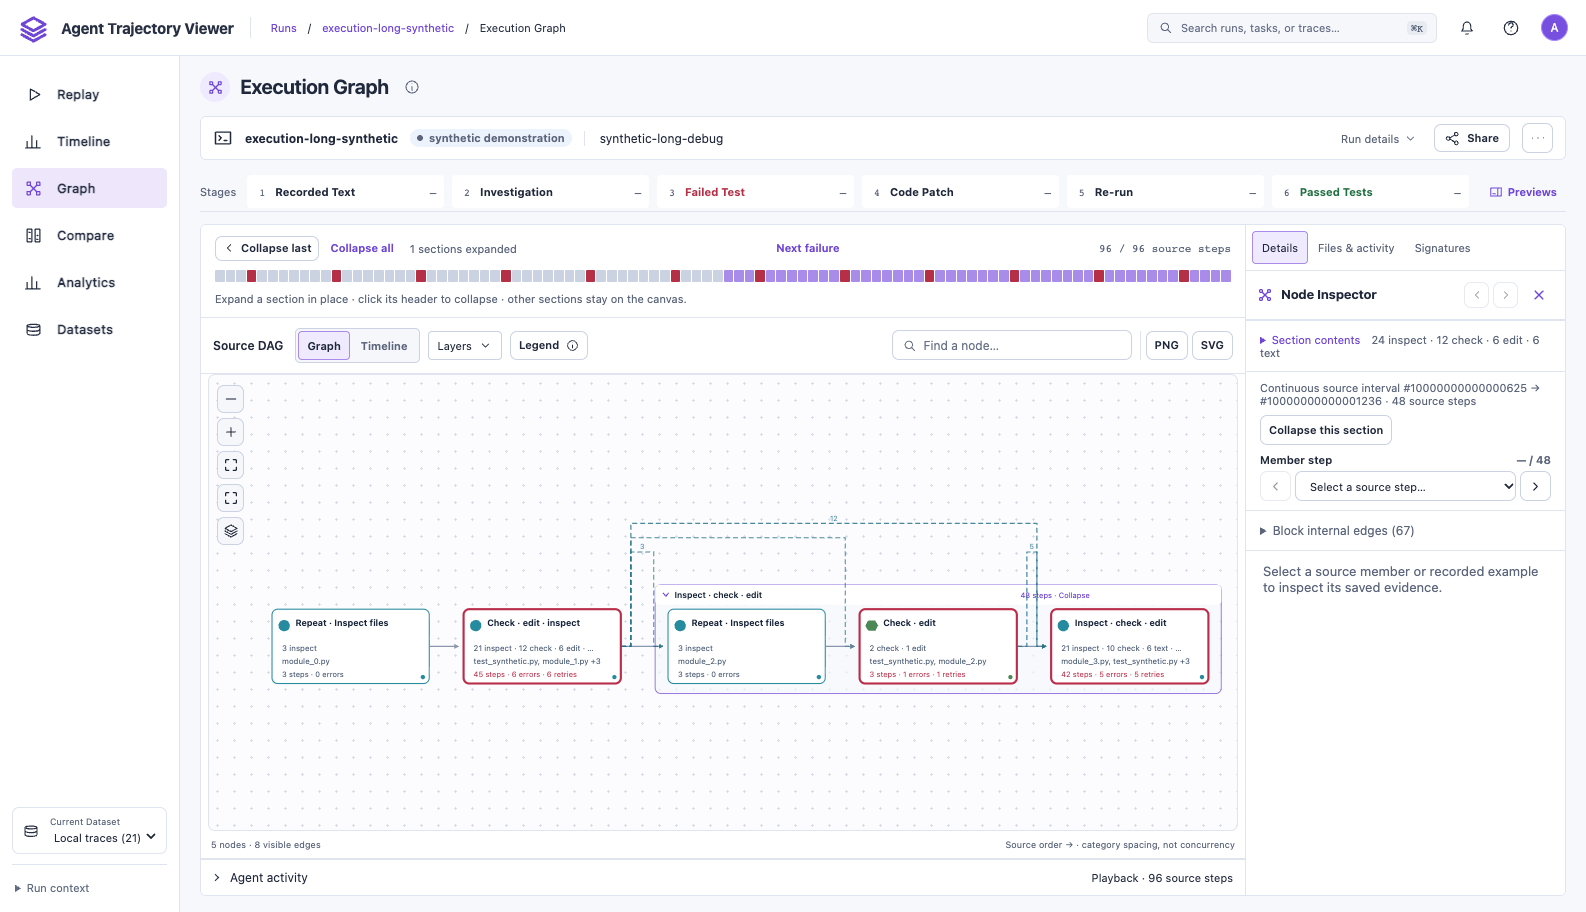 Agent Trajectory Viewer
Runs / execution-long-synthetic / Execution Graph
Search runs, tasks, or traces...
⌘K
A
Replay
Timeline
Graph
Compare
Analytics
Datasets
Current Dataset
Local traces (21)
Run context
Execution Graph
execution-long-synthetic
synthetic demonstration
synthetic-long-debug
Run details
Share
...
Stages
1 Recorded Text –
2 Investigation –
3 Failed Test –
4 Code Patch –
5 Re-run –
6 Passed Tests –
Previews
Collapse last
Collapse all
1 sections expanded
Next failure
96 / 96 source steps
Expand a section in place · click its header to collapse · other sections stay on the canvas.
Source DAG
Graph
Timeline
Layers
Legend
Find a node...
PNG
SVG
12
3
5
Inspect · check · edit
48 steps · Collapse
Repeat · Inspect files
3 inspect
module_0.py
3 steps · 0 errors
Check · edit · inspect
21 inspect · 12 check · 6 edit · ...
test_synthetic.py, module_1.py +3
45 steps · 6 errors · 6 retries
Repeat · Inspect files
3 inspect
module_2.py
3 steps · 0 errors
Check · edit
2 check · 1 edit
test_synthetic.py, module_2.py
3 steps · 1 errors · 1 retries
Inspect · check · edit
21 inspect · 10 check · 6 text · ...
module_3.py, test_synthetic.py +3
42 steps · 5 errors · 5 retries
5 nodes · 8 visible edges
Source order → · category spacing, not concurrency
Agent activity
Playback · 96 source steps
Details
Files & activity
Signatures
Node Inspector
Section contents 24 inspect · 12 check · 6 edit · 6
text
Continuous source interval #10000000000000625 →
#10000000000001236 · 48 source steps
Collapse this section
Member step
— / 48
Select a source step...
Block internal edges (67)
Select a source member or recorded example
to inspect its saved evidence.